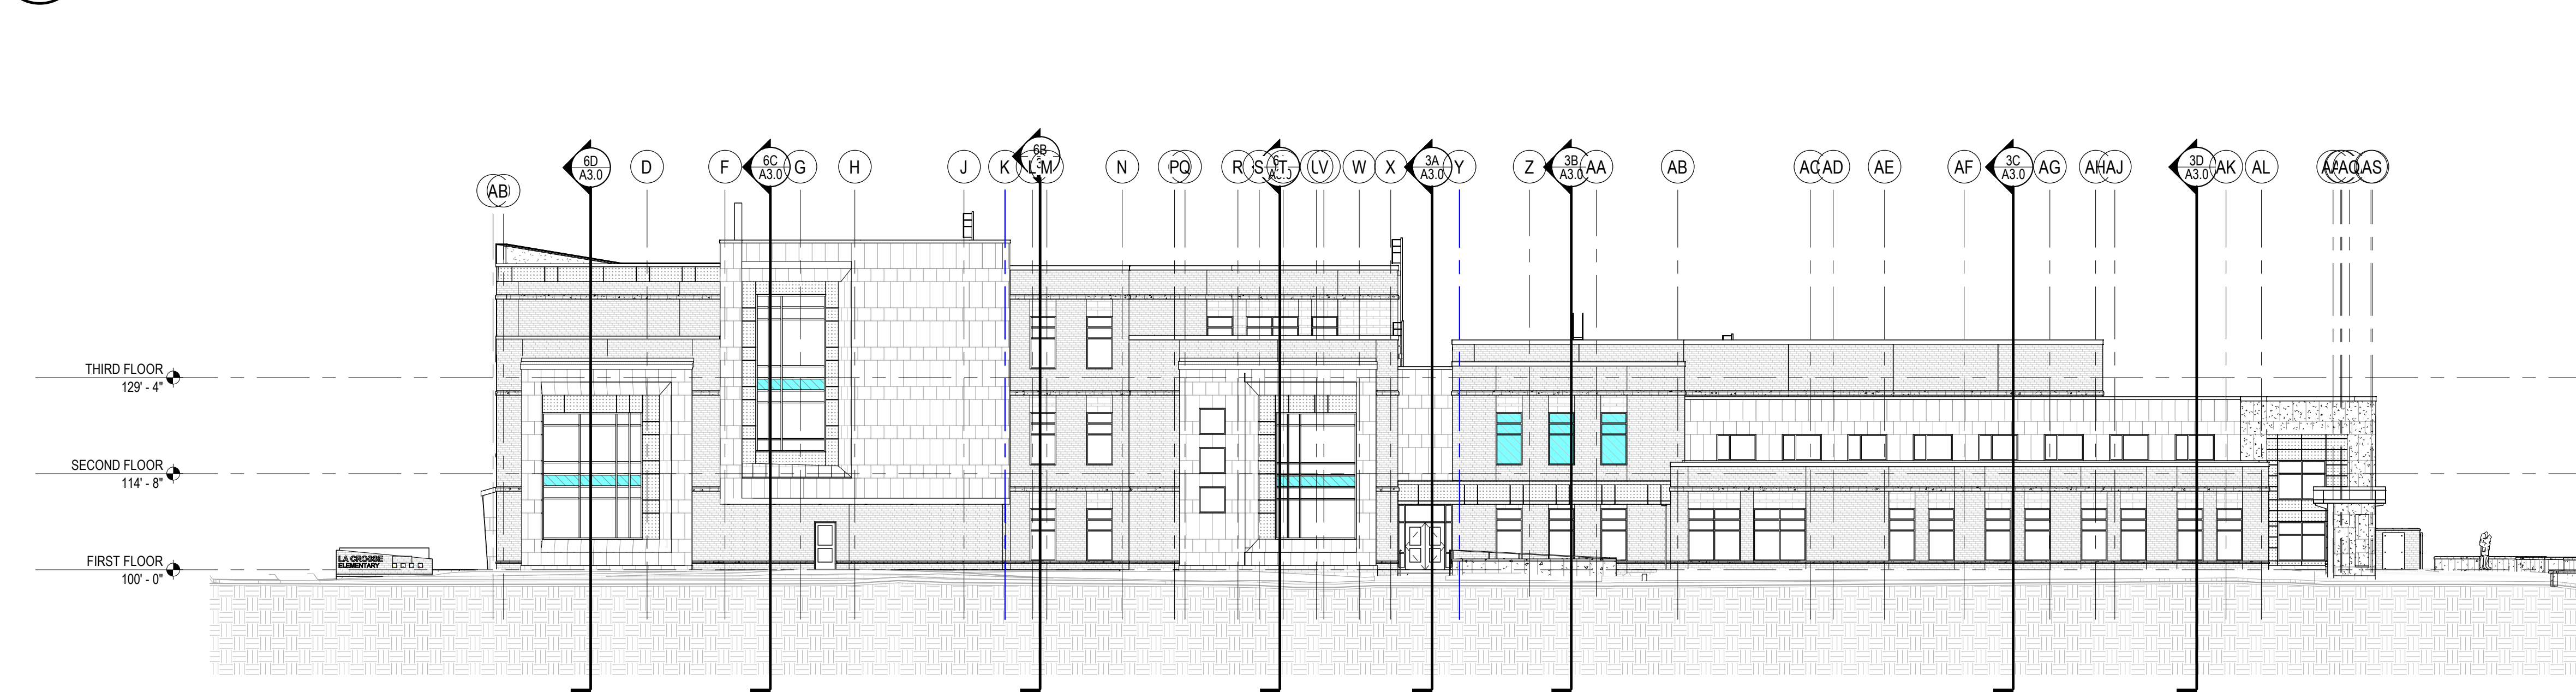 6D
A3.0
D
F
6C
A3.0
G
H
J
K
6B
M
N
P
Q
R
S
T
V
W
X
3A
A3.0
Y
Z
3B
A3.0
AA
AB
AC
AD
AE
AF
3C
A3.0
AG
AH
AJ
3D
A3.0
AK
AL
AS
AB
THIRD FLOOR
129' - 4"
SECOND FLOOR
114' - 8"
FIRST FLOOR
100' - 0"
LA CROSSE
ELEMENTARY